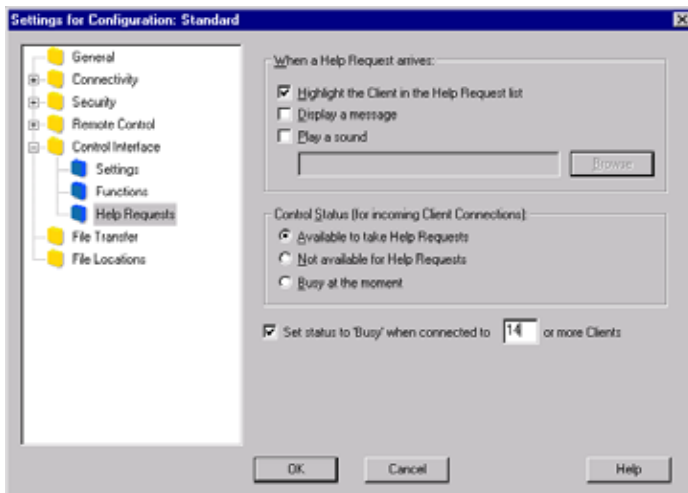 Settings for Configuration: Standard
General
Connectivity
Security
Remote Control
Control Interface
Settings
Functions
Help Requests
File Transfer
File Locations
When a Help Request arrives:
Highlight the Client in the Help Request list
Display a message
Play a sound
Browse
Control Status (for incoming Client Connections):
Available to take Help Requests
Not available for Help Requests
Busy at the moment
Set status to 'Busy' when connected to 14 or more Clients
OK Cancel Help